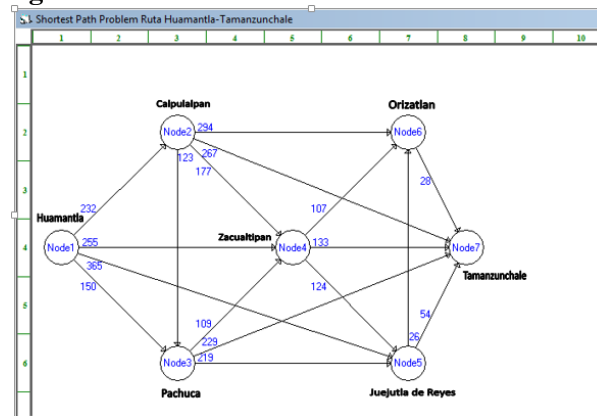 Shortest Path Problem Ruta Huamantla-Tamanzunchale
1 2 3 4 5 6 7 8 9 10
1
Calpulalpan Orizatlan
2 Node2 294 Node6
123 267
177 28
3
232 107
Huamantla
Zacualtipan
4 Node1 255 Node4 133 Node7
365 Tamanzunchale
150 124
5
109 54
229 26
6 Node3 219 Node5
Pachuca Juejutla de Reyes